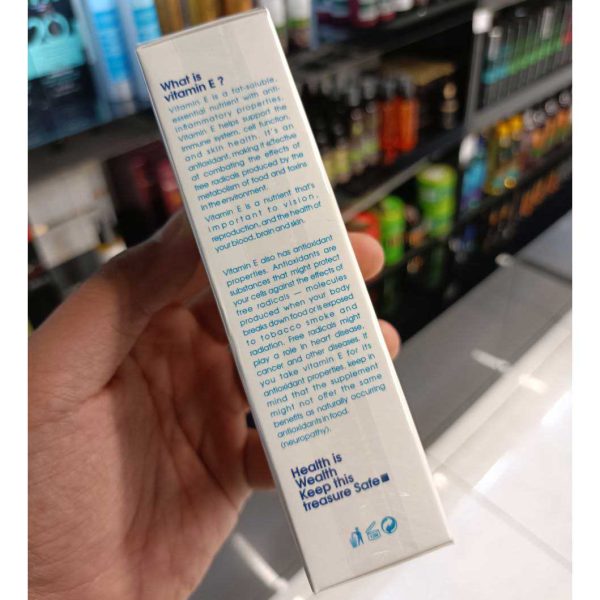 What is
vitamin E ?
Vitamin E is a fat-soluble,
essential nutrient with anti-
inflammatory properties.
Vitamin E helps support the
immune system, cell function,
and skin health. It's an
antioxidant, making it effective
at combating the effects of
free radicals produced by the
metabolism of food and toxins
in the environment.
Vitamin E is a nutrient that's
important to vision,
reproduction, and the health of
your blood, brain and skin.
Vitamin E also has antioxidant
properties. Antioxidants are
substances that might protect
your cells against the effects of
free radicals — molecules
produced when your body
breaks down food or is exposed
to tobacco smoke and
radiation. Free radicals might
play a role in heart disease,
cancer and other diseases. If
you take vitamin E for its
antioxidant properties, keep in
mind that the supplement
might not offer the same
benefits as naturally occurring
antioxidants in food.
(neuropathy).
Health is
Wealth
Keep this
treasure Safe